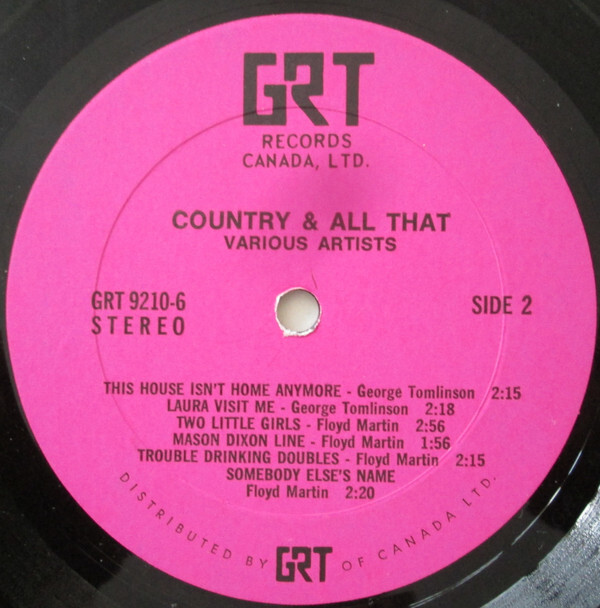 GRT
RECORDS
CANADA, LTD.
COUNTRY & ALL THAT
VARIOUS ARTISTS
GRT 9210-6
STEREO
SIDE 2
THIS HOUSE ISN'T HOME ANYMORE - George Tomlinson 2:15
LAURA VISIT ME - George Tomlinson 2:18
TWO LITTLE GIRLS - Floyd Martin 2:56
MASON DIXON LINE - Floyd Martin 1:56
TROUBLE DRINKING DOUBLES - Floyd Martin 2:15
SOMEBODY ELSE'S NAME
Floyd Martin 2:20
DISTRIBUTED BY GRT OF CANADA LTD.